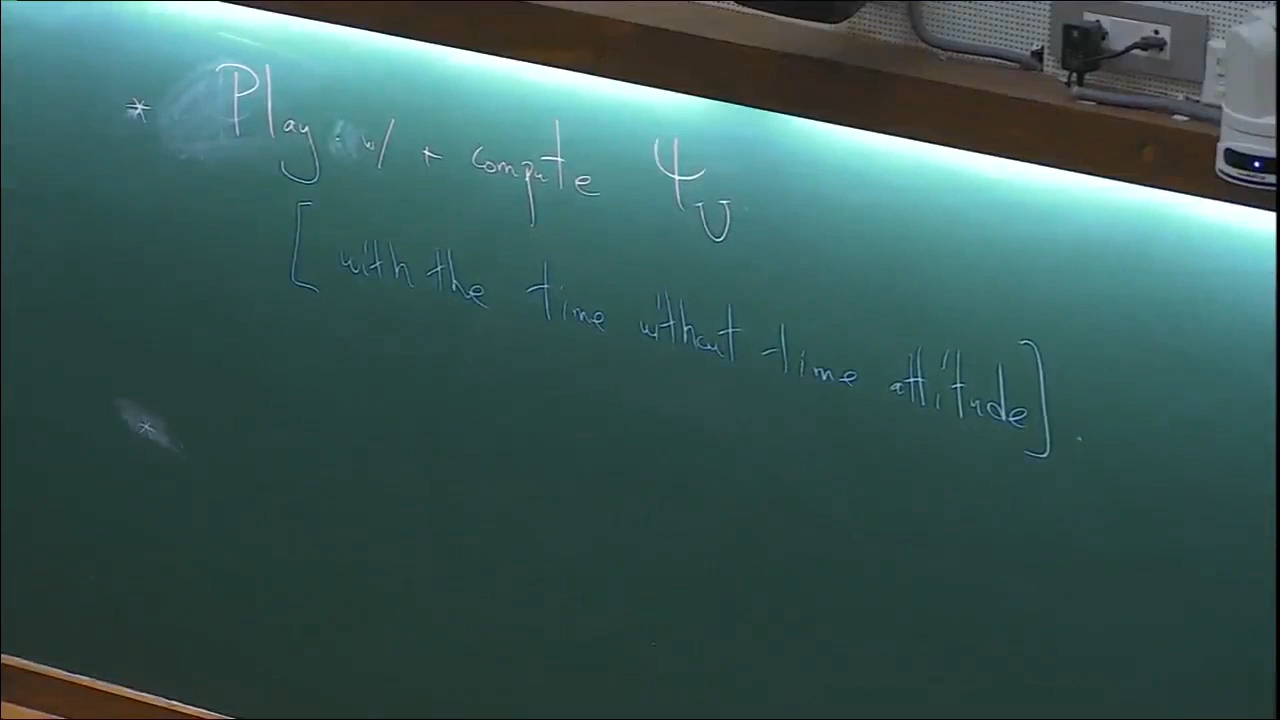 * Play w/ + compute Ψ_U
[with the time without time attitude].
*